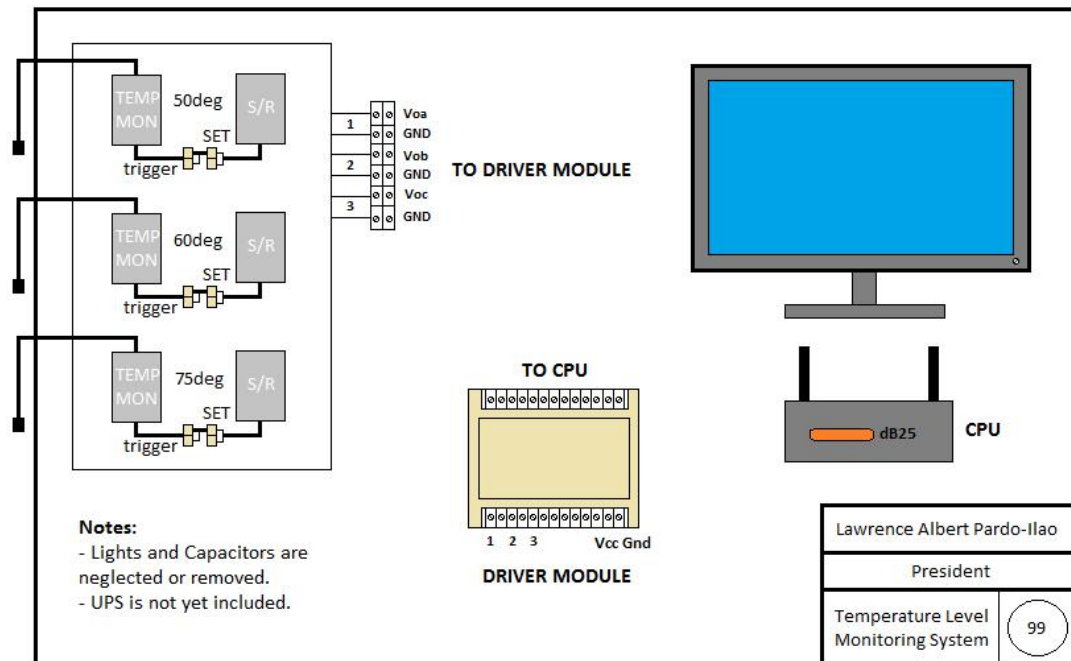 TEMP
MON
50deg
S/R
SET
trigger
TEMP
MON
60deg
S/R
SET
trigger
TEMP
MON
75deg
S/R
SET
trigger
1
2
3
Voa
GND
Vob
GND
Voc
GND
TO DRIVER MODULE
TO CPU
1 2 3 Vcc Gnd
DRIVER MODULE
dB25
CPU
Notes:
- Lights and Capacitors are
neglected or removed.
- UPS is not yet included.
Lawrence Albert Pardo-Ilao
President
Temperature Level
Monitoring System
99